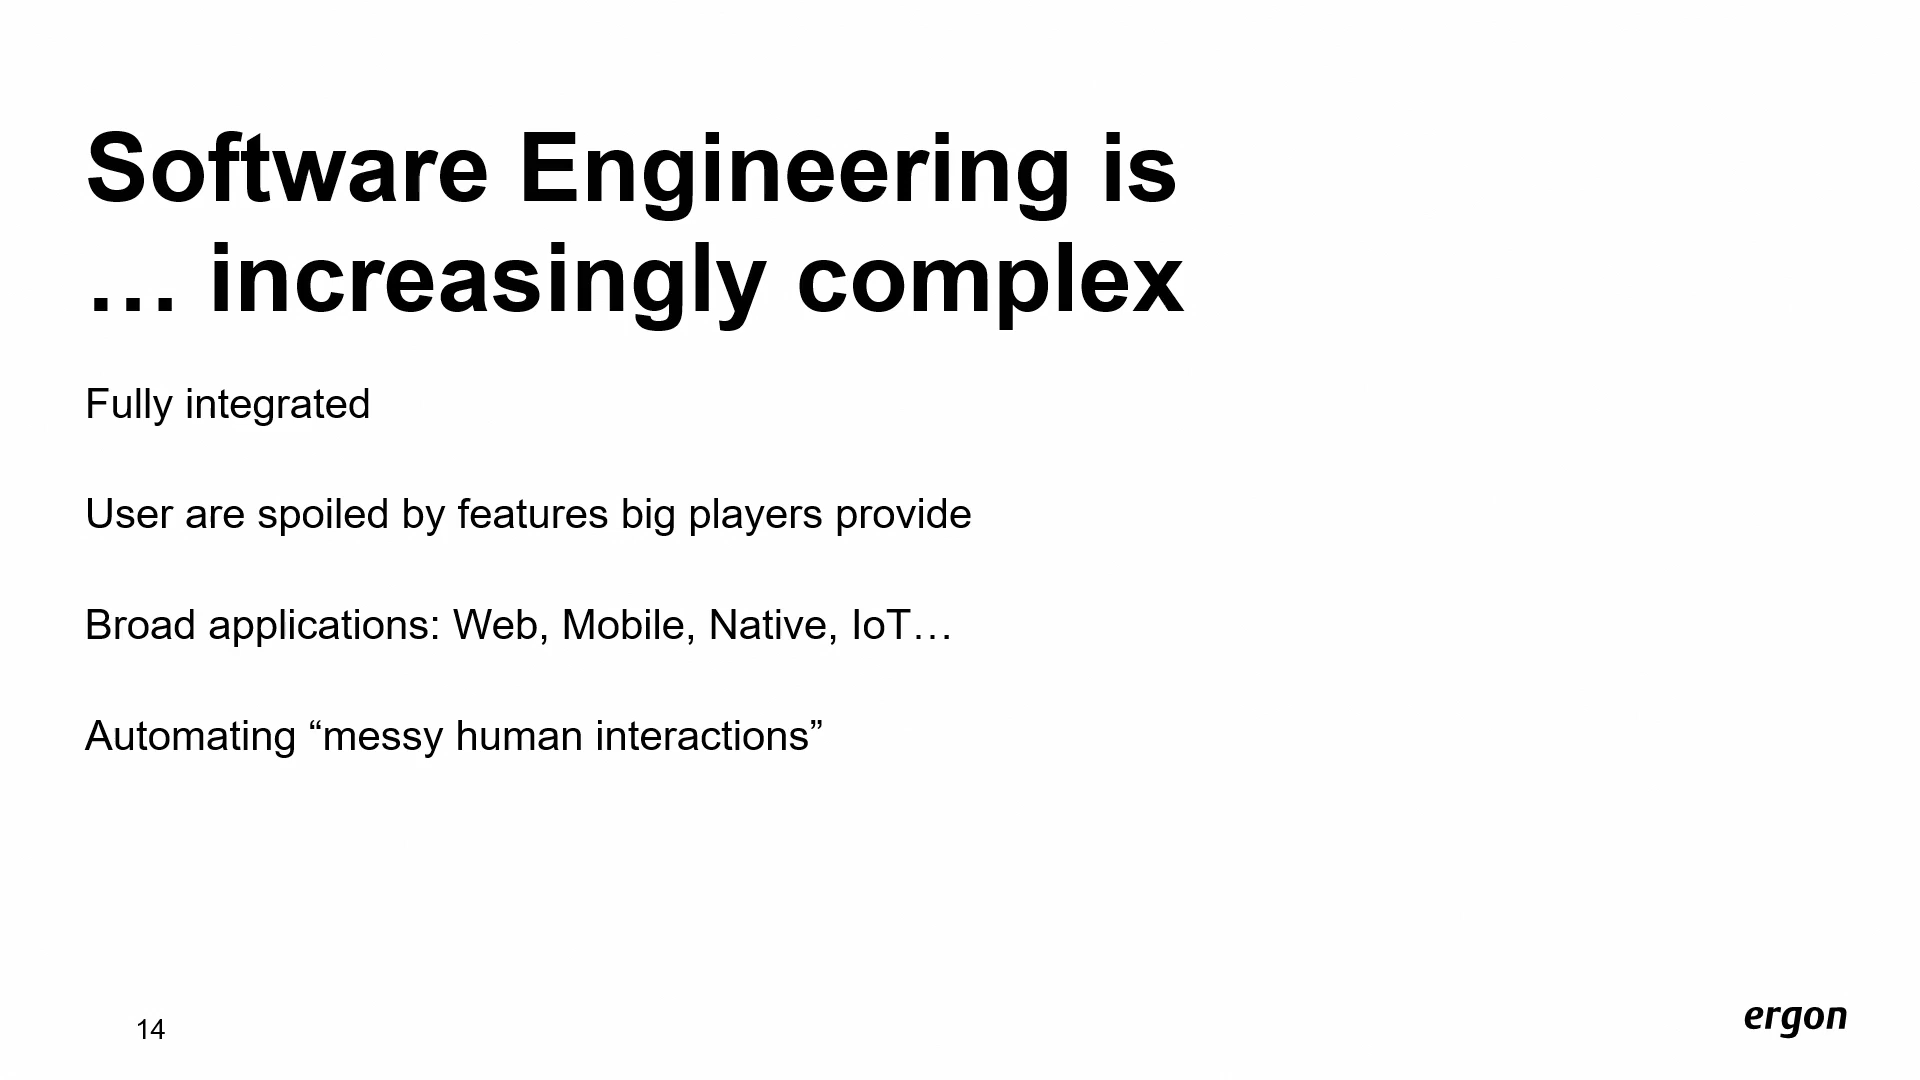 Software Engineering is
… increasingly complex
Fully integrated
User are spoiled by features big players provide
Broad applications: Web, Mobile, Native, IoT…
Automating “messy human interactions”
14
ergon